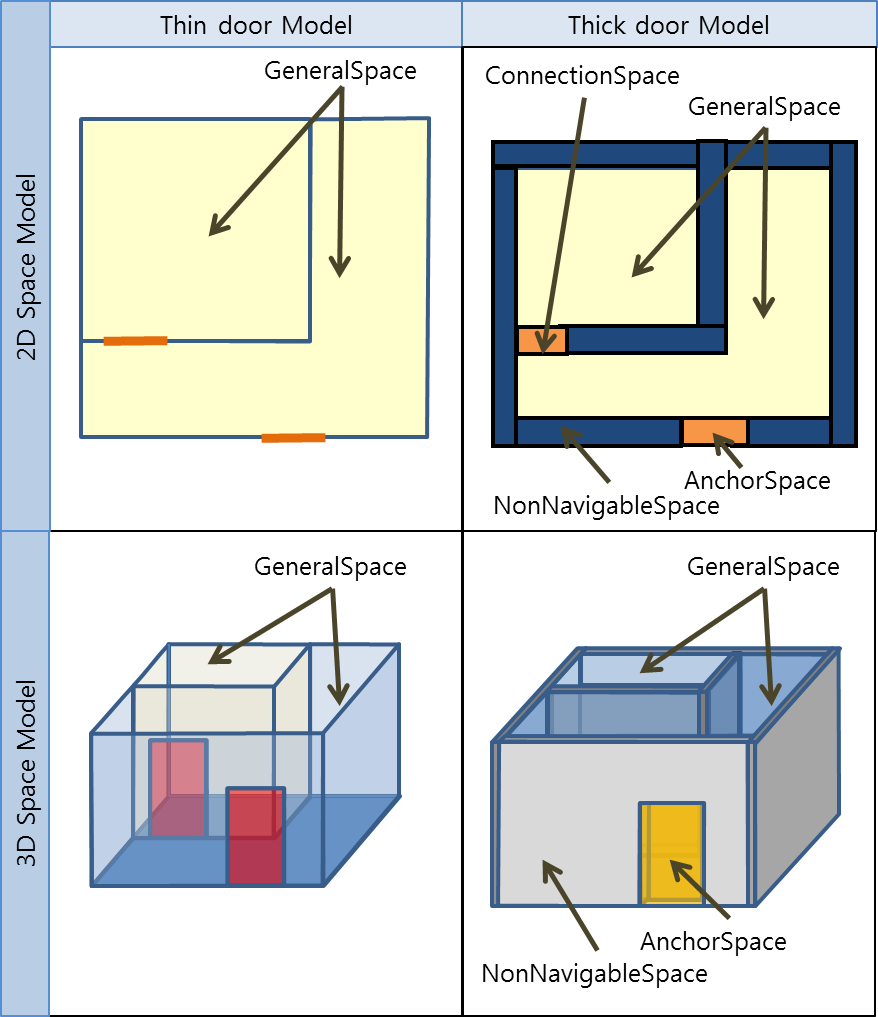 Thin door Model
Thick door Model
2D Space Model
GeneralSpace
ConnectionSpace
GeneralSpace
AnchorSpace
NonNavigableSpace
3D Space Model
GeneralSpace
GeneralSpace
AnchorSpace
NonNavigableSpace